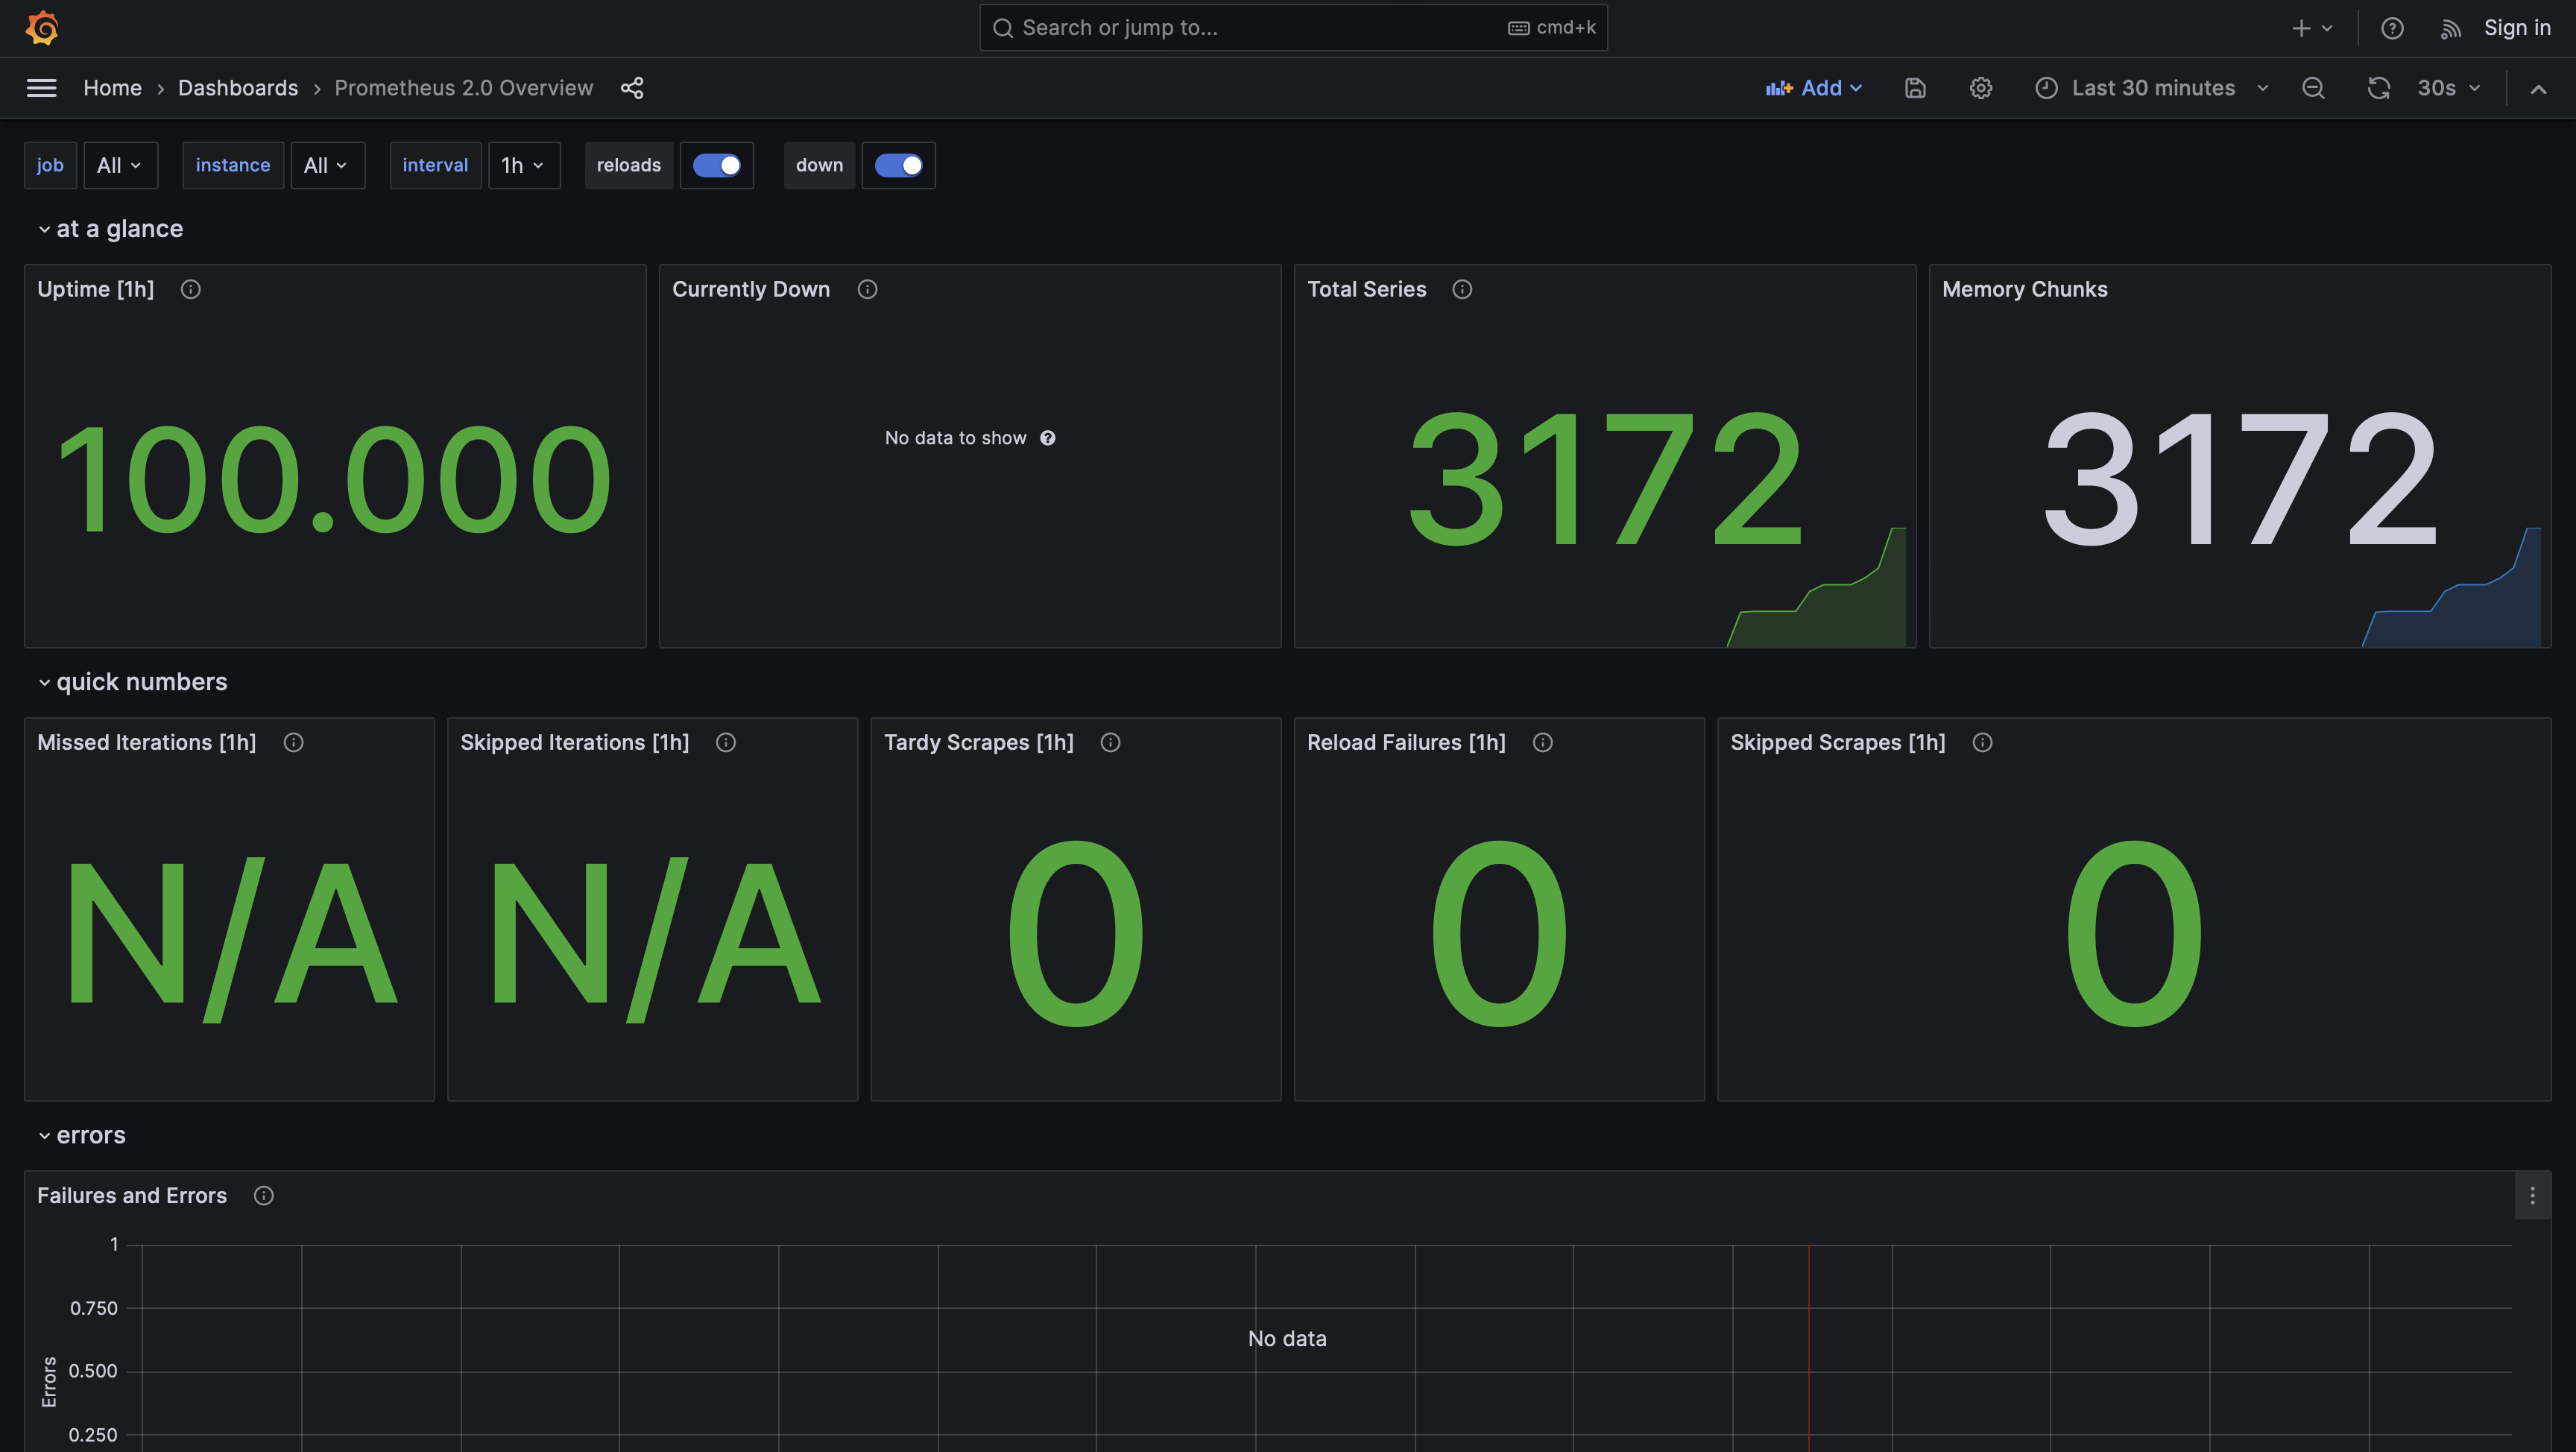 Search or jump to... cmd+k Sign in
Home › Dashboards › Prometheus 2.0 Overview Add Last 30 minutes 30s
job All instance All interval 1h reloads down
at a glance
Uptime [1h] Currently Down Total Series Memory Chunks
100.000 No data to show 3172 3172
quick numbers
Missed Iterations [1h] Skipped Iterations [1h] Tardy Scrapes [1h] Reload Failures [1h] Skipped Scrapes [1h]
N/A N/A 0 0 0
errors
Failures and Errors
1
0.750
No data
0.500
Errors
0.250